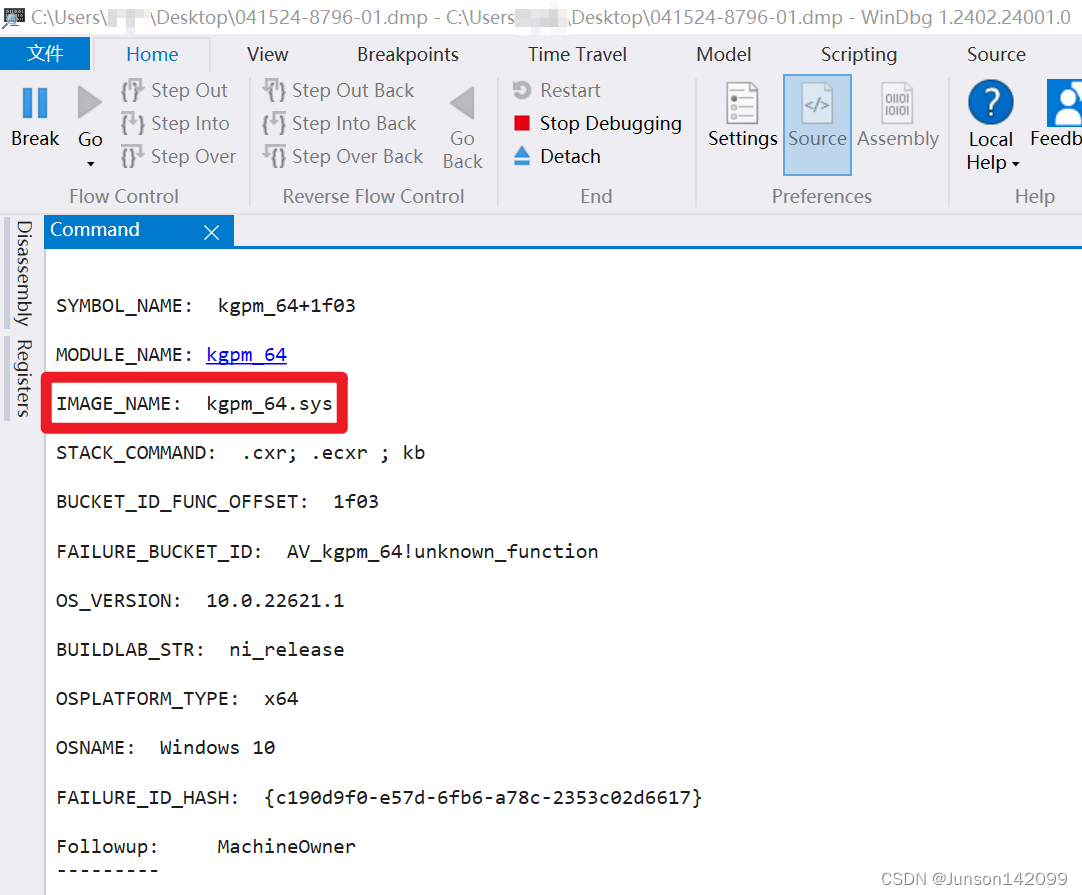 C:\Users\ \Desktop\041524-8796-01.dmp - C:\Users \Desktop\041524-8796-01.dmp - WinDbg 1.2402.24001.0
文件 Home View Breakpoints Time Travel Model Scripting Source
Break
Go
Step Out
Step Into
Step Over
Flow Control
Step Out Back
Step Into Back
Step Over Back
Go
Back
Reverse Flow Control
Restart
Stop Debugging
Detach
End
Settings
Source
Assembly
Preferences
Local
Help
Feedb
Help
Disassembly
Registers
Command
SYMBOL_NAME: kgpm_64+1f03
MODULE_NAME: kgpm_64
IMAGE_NAME: kgpm_64.sys
STACK_COMMAND: .cxr; .ecxr ; kb
BUCKET_ID_FUNC_OFFSET: 1f03
FAILURE_BUCKET_ID: AV_kgpm_64!unknown_function
OS_VERSION: 10.0.22621.1
BUILDLAB_STR: ni_release
OSPLATFORM_TYPE: x64
OSNAME: Windows 10
FAILURE_ID_HASH: {c190d9f0-e57d-6fb6-a78c-2353c02d6617}
Followup: MachineOwner
---------
CSDN @Junson142099